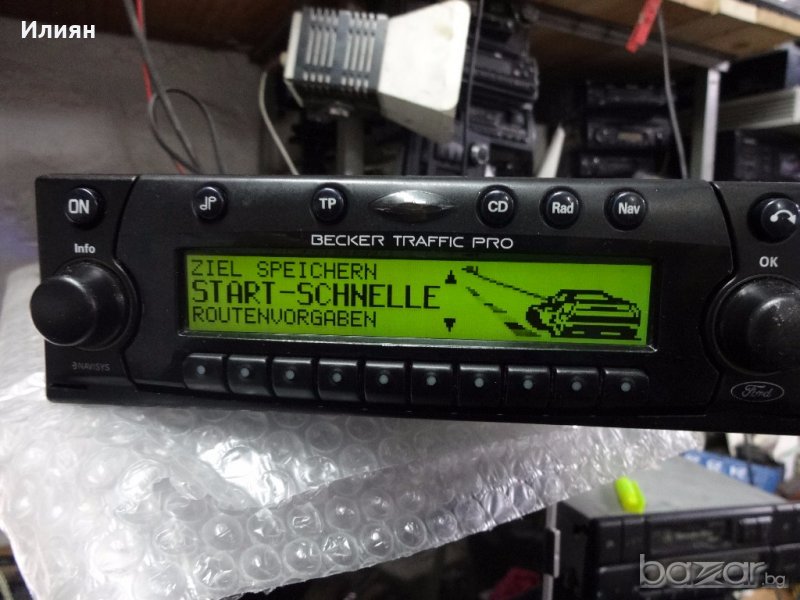 Илиян
ON
TP
CD
Rad
Nav
Info
BECKER TRAFFIC PRO
OK
ZIEL SPEICHERN
START-SCHNELLE
ROUTENVORGABEN
NAVISYS
Ford
bazar.bg